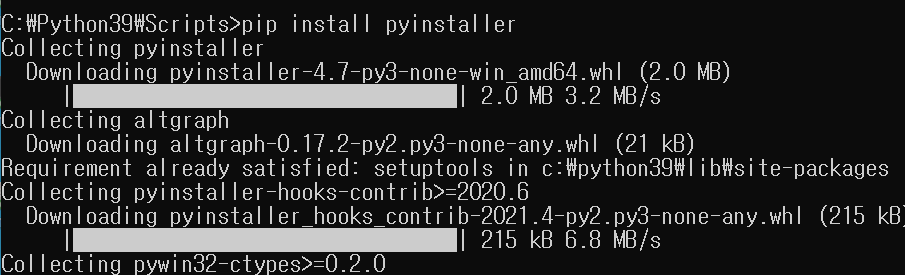 C:₩Python39₩Scripts>pip install pyinstaller
Collecting pyinstaller
Downloading pyinstaller-4.7-py3-none-win_amd64.whl (2.0 MB)
| | 2.0 MB 3.2 MB/s
Collecting altgraph
Downloading altgraph-0.17.2-py2.py3-none-any.whl (21 kB)
Requirement already satisfied: setuptools in c:₩python39₩lib₩site-packages
Collecting pyinstaller-hooks-contrib>=2020.6
Downloading pyinstaller_hooks_contrib-2021.4-py2.py3-none-any.whl (215 kB)
| | 215 kB 6.8 MB/s
Collecting pywin32-ctypes>=0.2.0